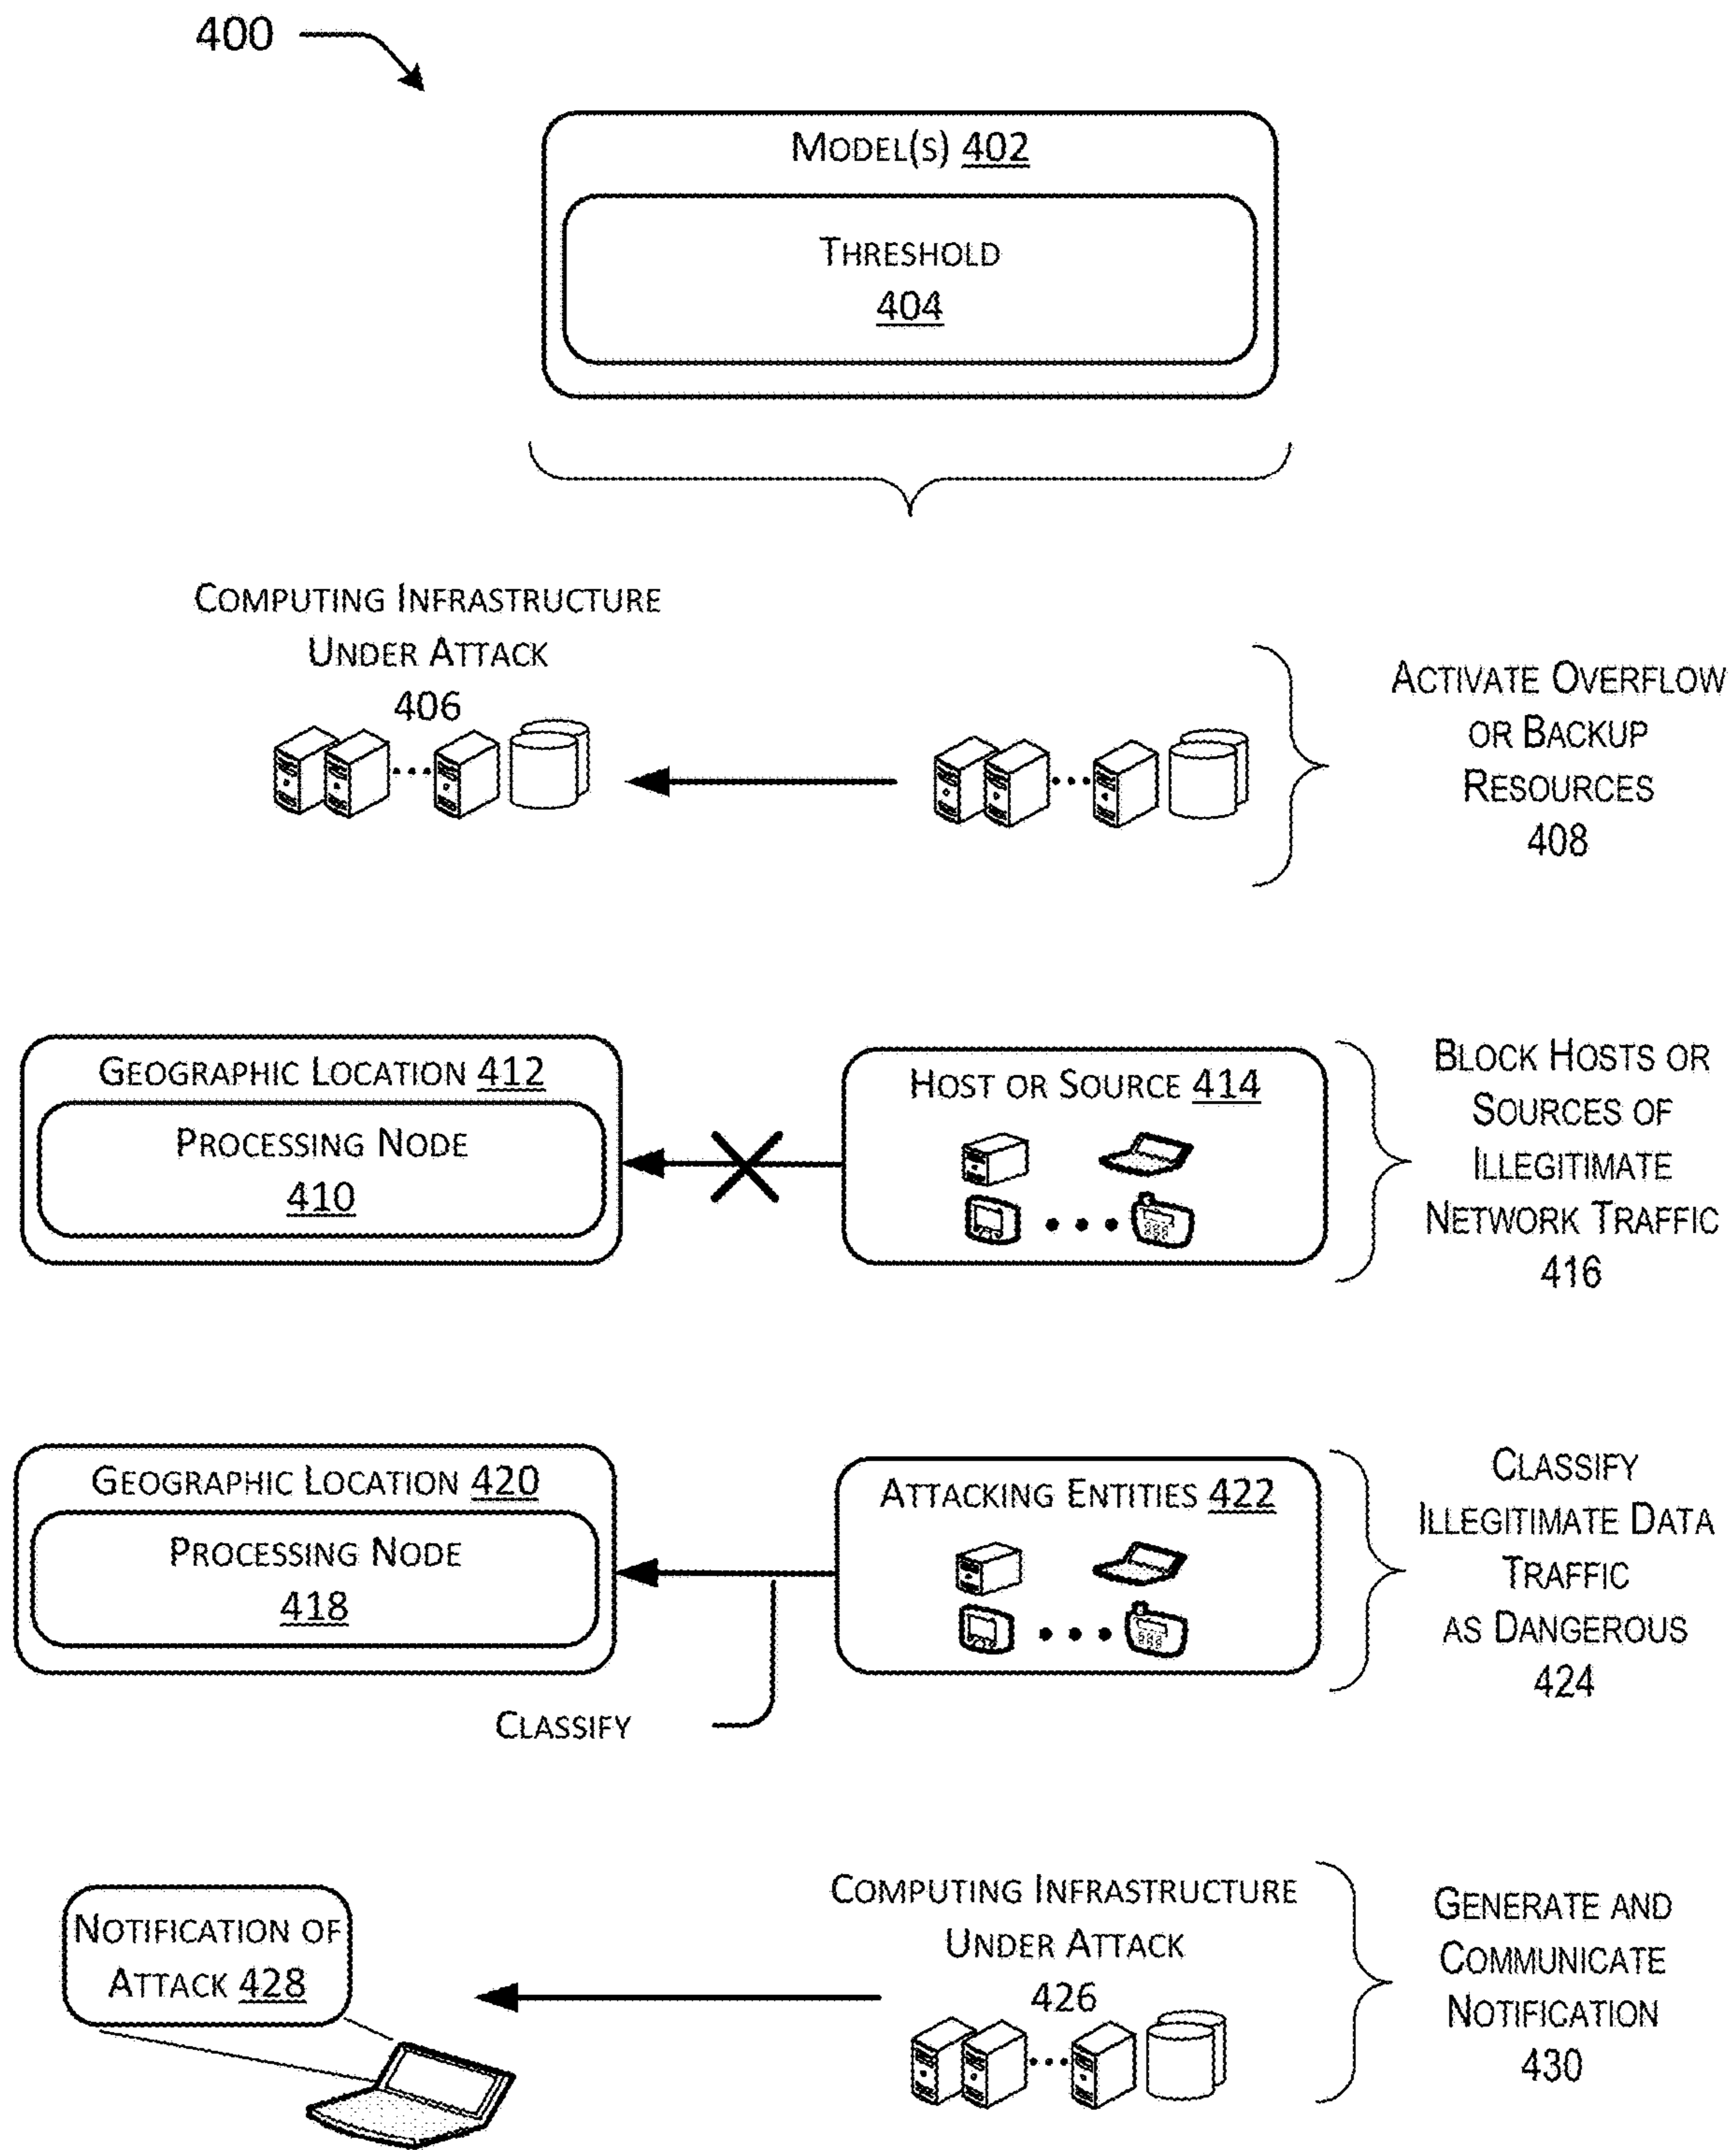 400
MODEL(S) 402
THRESHOLD
404
COMPUTING INFRASTRUCTURE
UNDER ATTACK
406
ACTIVATE OVERFLOW
OR BACKUP
RESOURCES
408
GEOGRAPHIC LOCATION 412
PROCESSING NODE
410
HOST OR SOURCE 414
BLOCK HOSTS OR
SOURCES OF
ILLEGITIMATE
NETWORK TRAFFIC
416
GEOGRAPHIC LOCATION 420
PROCESSING NODE
418
CLASSIFY
ATTACKING ENTITIES 422
CLASSIFY
ILLEGITIMATE DATA
TRAFFIC
AS DANGEROUS
424
NOTIFICATION OF
ATTACK 428
COMPUTING INFRASTRUCTURE
UNDER ATTACK
426
GENERATE AND
COMMUNICATE
NOTIFICATION
430